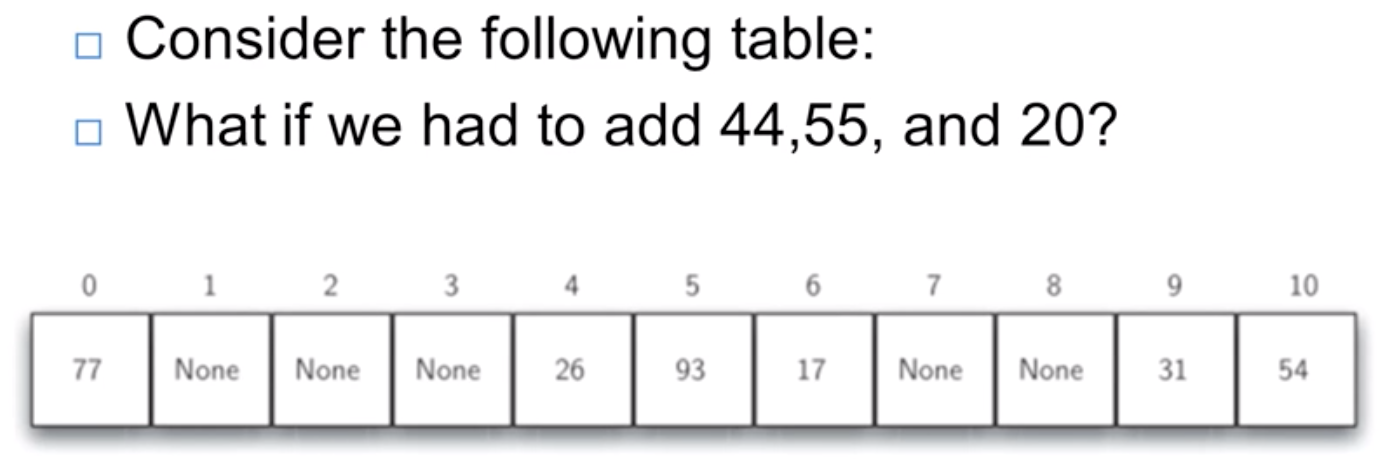 Consider the following table:
What if we had to add 44,55, and 20?
0 1 2 3 4 5 6 7 8 9 10
77 None None None 26 93 17 None None 31 54